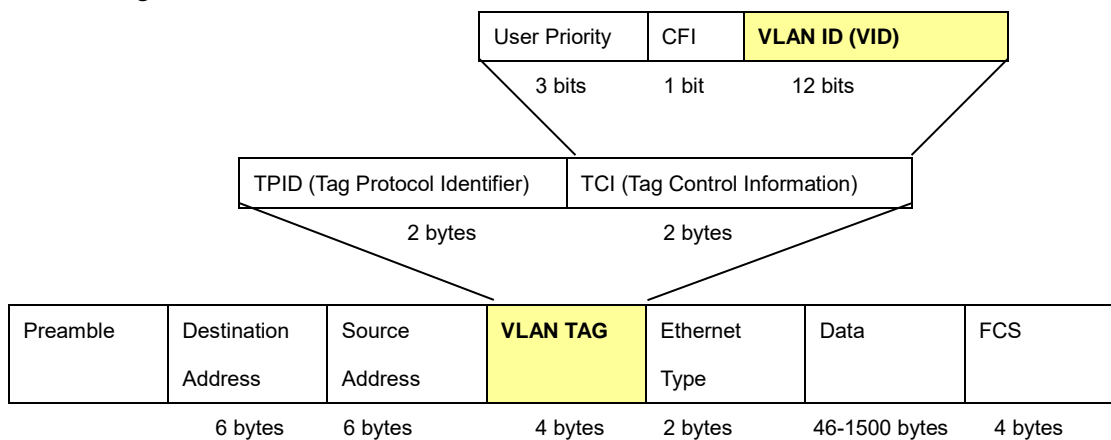 User Priority CFI VLAN ID (VID)
3 bits 1 bit 12 bits
TPID (Tag Protocol Identifier) TCI (Tag Control Information)
2 bytes 2 bytes
Preamble Destination Address Source Address VLAN TAG Ethernet Type Data FCS
6 bytes 6 bytes 4 bytes 2 bytes 46-1500 bytes 4 bytes